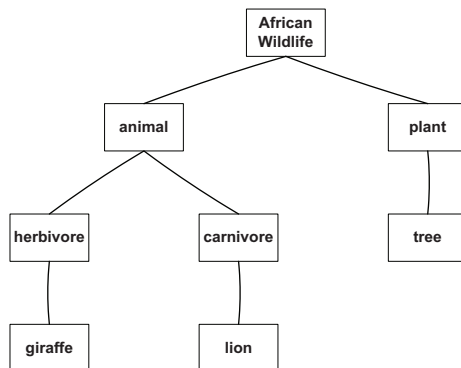 African
Wildlife
animal
plant
herbivore
carnivore
tree
giraffe
lion